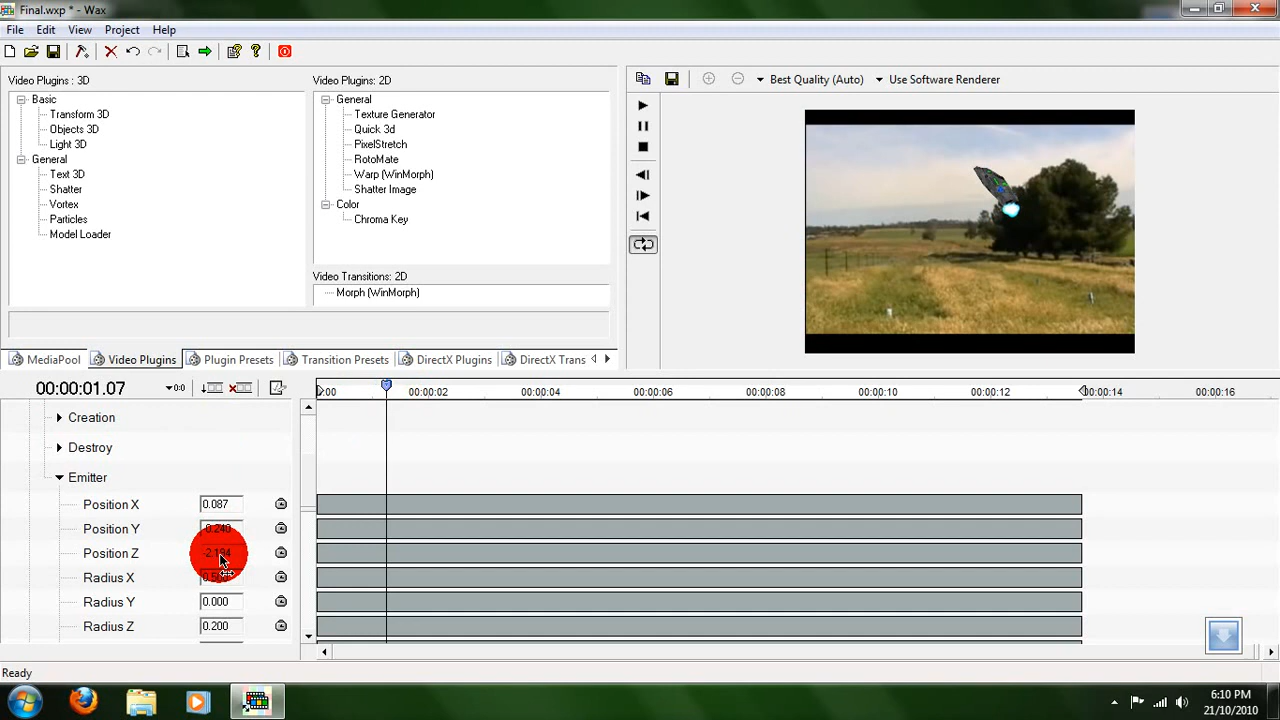 Final.wxp * - Wax
File Edit View Project Help
Video Plugins : 3D
Basic
Transform 3D
Objects 3D
Light 3D
General
Text 3D
Shatter
Vortex
Particles
Model Loader
Video Plugins: 2D
General
Texture Generator
Quick 3d
PixelStretch
RotoMate
Warp (WinMorph)
Shatter Image
Color
Chroma Key
Video Transitions: 2D
Morph (WinMorph)
Best Quality (Auto) Use Software Renderer
MediaPool Video Plugins Plugin Presets Transition Presets DirectX Plugins DirectX Trans
00:00:01.07 0:0 :00 00:00:02 00:00:04 00:00:06 00:00:08 00:00:10 00:00:12 00:00:14 00:00:16
Creation
Destroy
Emitter
Position X 0.087
Position Y -0.240
Position Z -2.194
Radius X
Radius Y 0.000
Radius Z 0.200
Ready
6:10 PM
21/10/2010